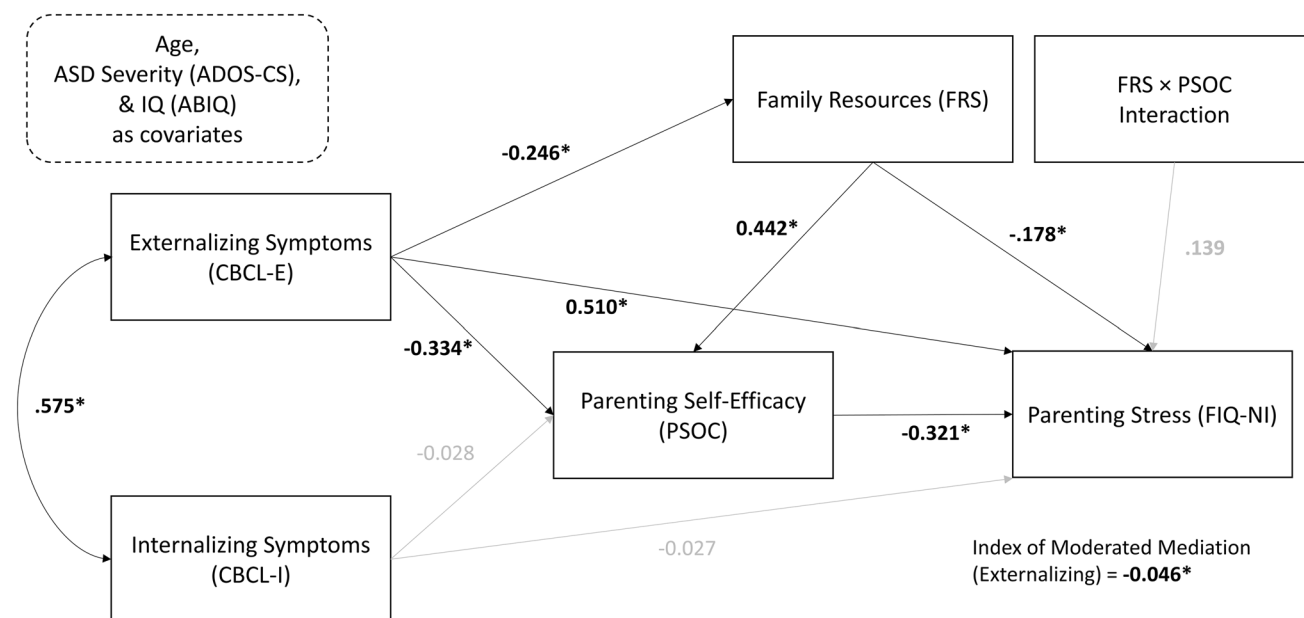 Age,
ASD Severity (ADOS-CS),
& IQ (ABIQ)
as covariates
Family Resources (FRS)
FRS × PSOC
Interaction
-0.246*
Externalizing Symptoms
(CBCL-E)
0.442*
-.178*
.139
0.510*
-0.334*
.575*
Parenting Self-Efficacy
(PSOC)
Parenting Stress (FIQ-NI)
-0.321*
-0.028
Internalizing Symptoms
(CBCL-I)
-0.027
Index of Moderated Mediation
(Externalizing) = -0.046*